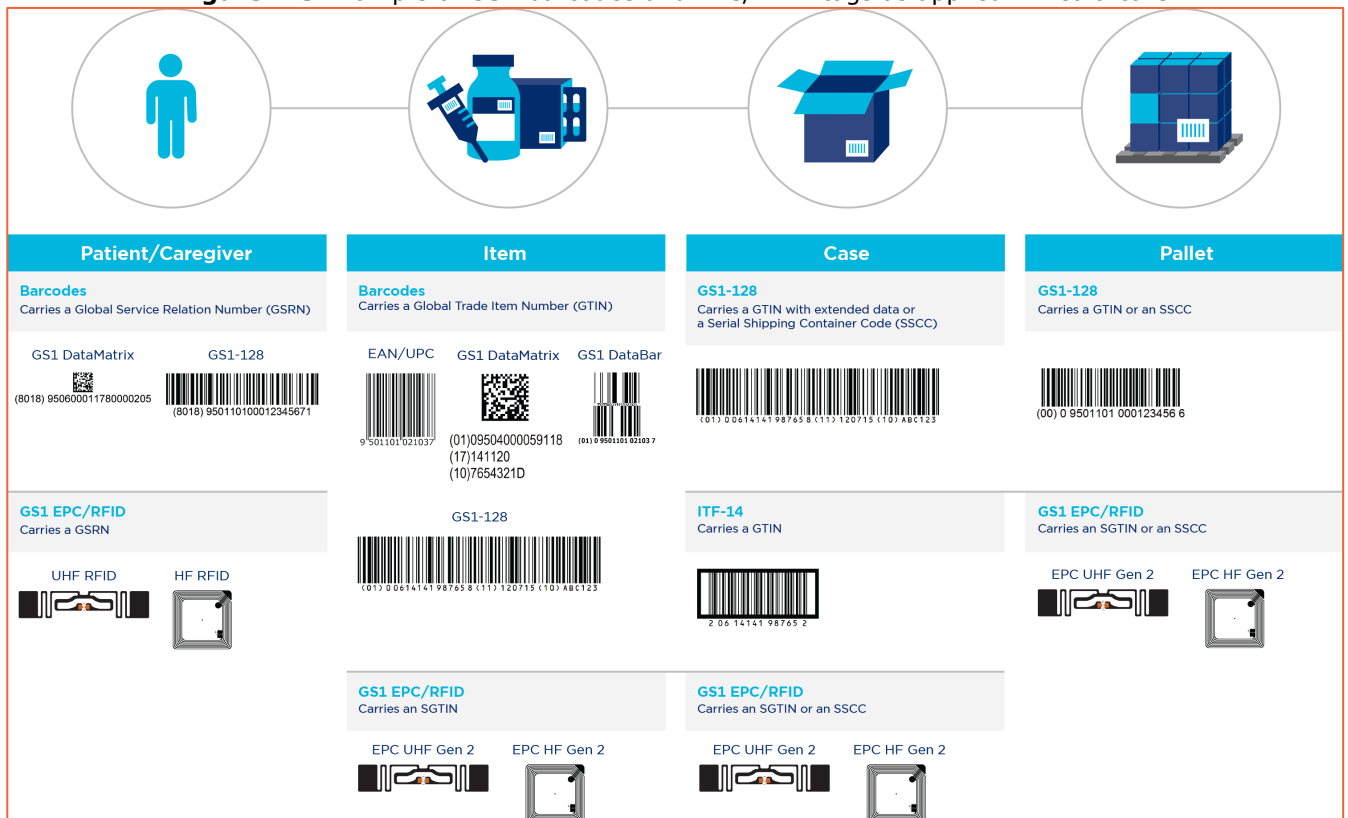 Patient/Caregiver
Barcodes
Carries a Global Service Relation Number (GSRN)
GS1 DataMatrix
GS1-128
(8018) 950600011780000205
(8018) 950110100012345671
GS1 EPC/RFID
Carries a GSRN
UHF RFID
HF RFID
Item
Barcodes
Carries a Global Trade Item Number (GTIN)
EAN/UPC
GS1 DataMatrix
GS1 DataBar
9 501101 021037
(01)09504000059118
(17)141120
(10)7654321D
(01) 0 9501101 02103 7
GS1-128
(01) 0 0614141 98765 8 (11) 120715 (10) ABC123
GS1 EPC/RFID
Carries an SGTIN
EPC UHF Gen 2
EPC HF Gen 2
Case
GS1-128
Carries a GTIN with extended data or
a Serial Shipping Container Code (SSCC)
(01) 0 0614141 98765 8 (11) 120715 (10) ABC123
ITF-14
Carries a GTIN
2 06 14141 98765 2
GS1 EPC/RFID
Carries an SGTIN or an SSCC
EPC UHF Gen 2
EPC HF Gen 2
Pallet
GS1-128
Carries a GTIN or an SSCC
(00) 0 9501101 000123456 6
GS1 EPC/RFID
Carries an SGTIN or an SSCC
EPC UHF Gen 2
EPC HF Gen 2